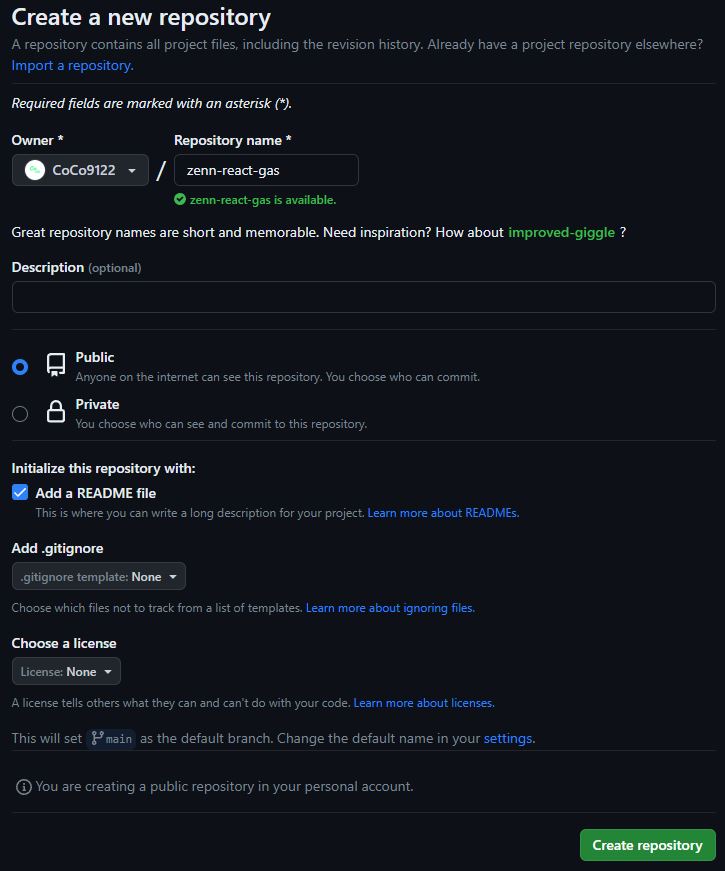 Create a new repository
A repository contains all project files, including the revision history. Already have a project repository elsewhere?
Import a repository.
Required fields are marked with an asterisk (*).
Owner * Repository name *
CoCo9122 / zenn-react-gas
zenn-react-gas is available.
Great repository names are short and memorable. Need inspiration? How about improved-giggle ?
Description (optional)
Public
Anyone on the internet can see this repository. You choose who can commit.
Private
You choose who can see and commit to this repository.
Initialize this repository with:
Add a README file
This is where you can write a long description for your project. Learn more about READMEs.
Add .gitignore
.gitignore template: None
Choose which files not to track from a list of templates. Learn more about ignoring files.
Choose a license
License: None
A license tells others what they can and can't do with your code. Learn more about licenses.
This will set main as the default branch. Change the default name in your settings.
You are creating a public repository in your personal account.
Create repository